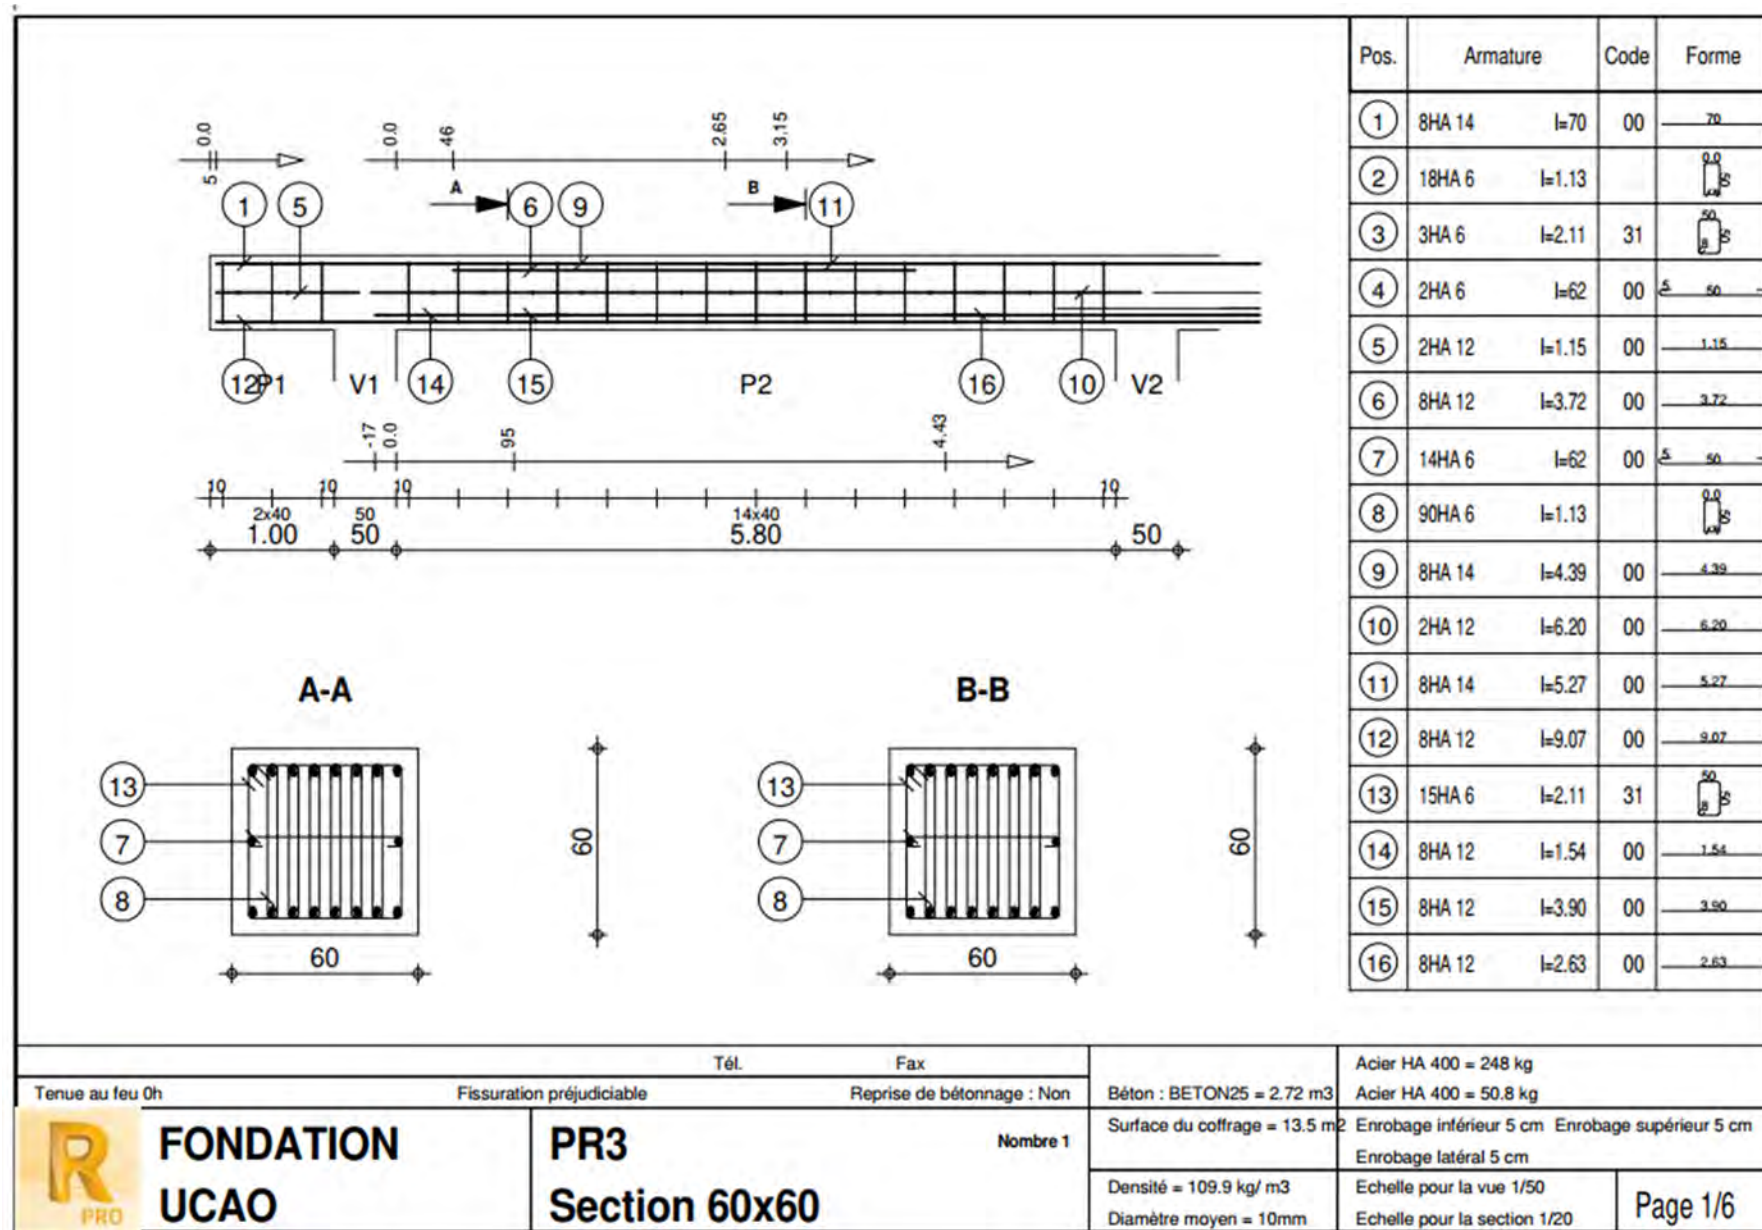 0.0
5
0.0
46
2.65
3.15
A
B
1
5
6
9
11
12
P1
V1
14
15
P2
16
10
V2
-17
0.0
95
4.43
10
10
10
10
2x40
50
14x40
1.00
50
5.80
50
A-A
B-B
13
7
8
60
60
13
7
8
60
60
Pos. Armature Code Forme
1 8HA 14 l=70 00 70
2 18HA 6 l=1.13 0.0
3 3HA 6 l=2.11 31 50 8
4 2HA 6 l=62 00 5 50
5 2HA 12 l=1.15 00 1.15
6 8HA 12 l=3.72 00 3.72
7 14HA 6 l=62 00 5 50
8 90HA 6 l=1.13 0.0
9 8HA 14 l=4.39 00 4.39
10 2HA 12 l=6.20 00 6.20
11 8HA 14 l=5.27 00 5.27
12 8HA 12 l=9.07 00 9.07
13 15HA 6 l=2.11 31 50 8
14 8HA 12 l=1.54 00 1.54
15 8HA 12 l=3.90 00 3.90
16 8HA 12 l=2.63 00 2.63
Tél. Fax
Tenue au feu 0h Fissuration préjudiciable Reprise de bétonnage : Non
Béton : BETON25 = 2.72 m3
Acier HA 400 = 248 kg
Acier HA 400 = 50.8 kg
R
PRO
FONDATION
UCAO
PR3
Nombre 1
Section 60x60
Surface du coffrage = 13.5 m2
Enrobage inférieur 5 cm Enrobage supérieur 5 cm
Enrobage latéral 5 cm
Densité = 109.9 kg/ m3
Diamètre moyen = 10mm
Echelle pour la vue 1/50
Echelle pour la section 1/20
Page 1/6